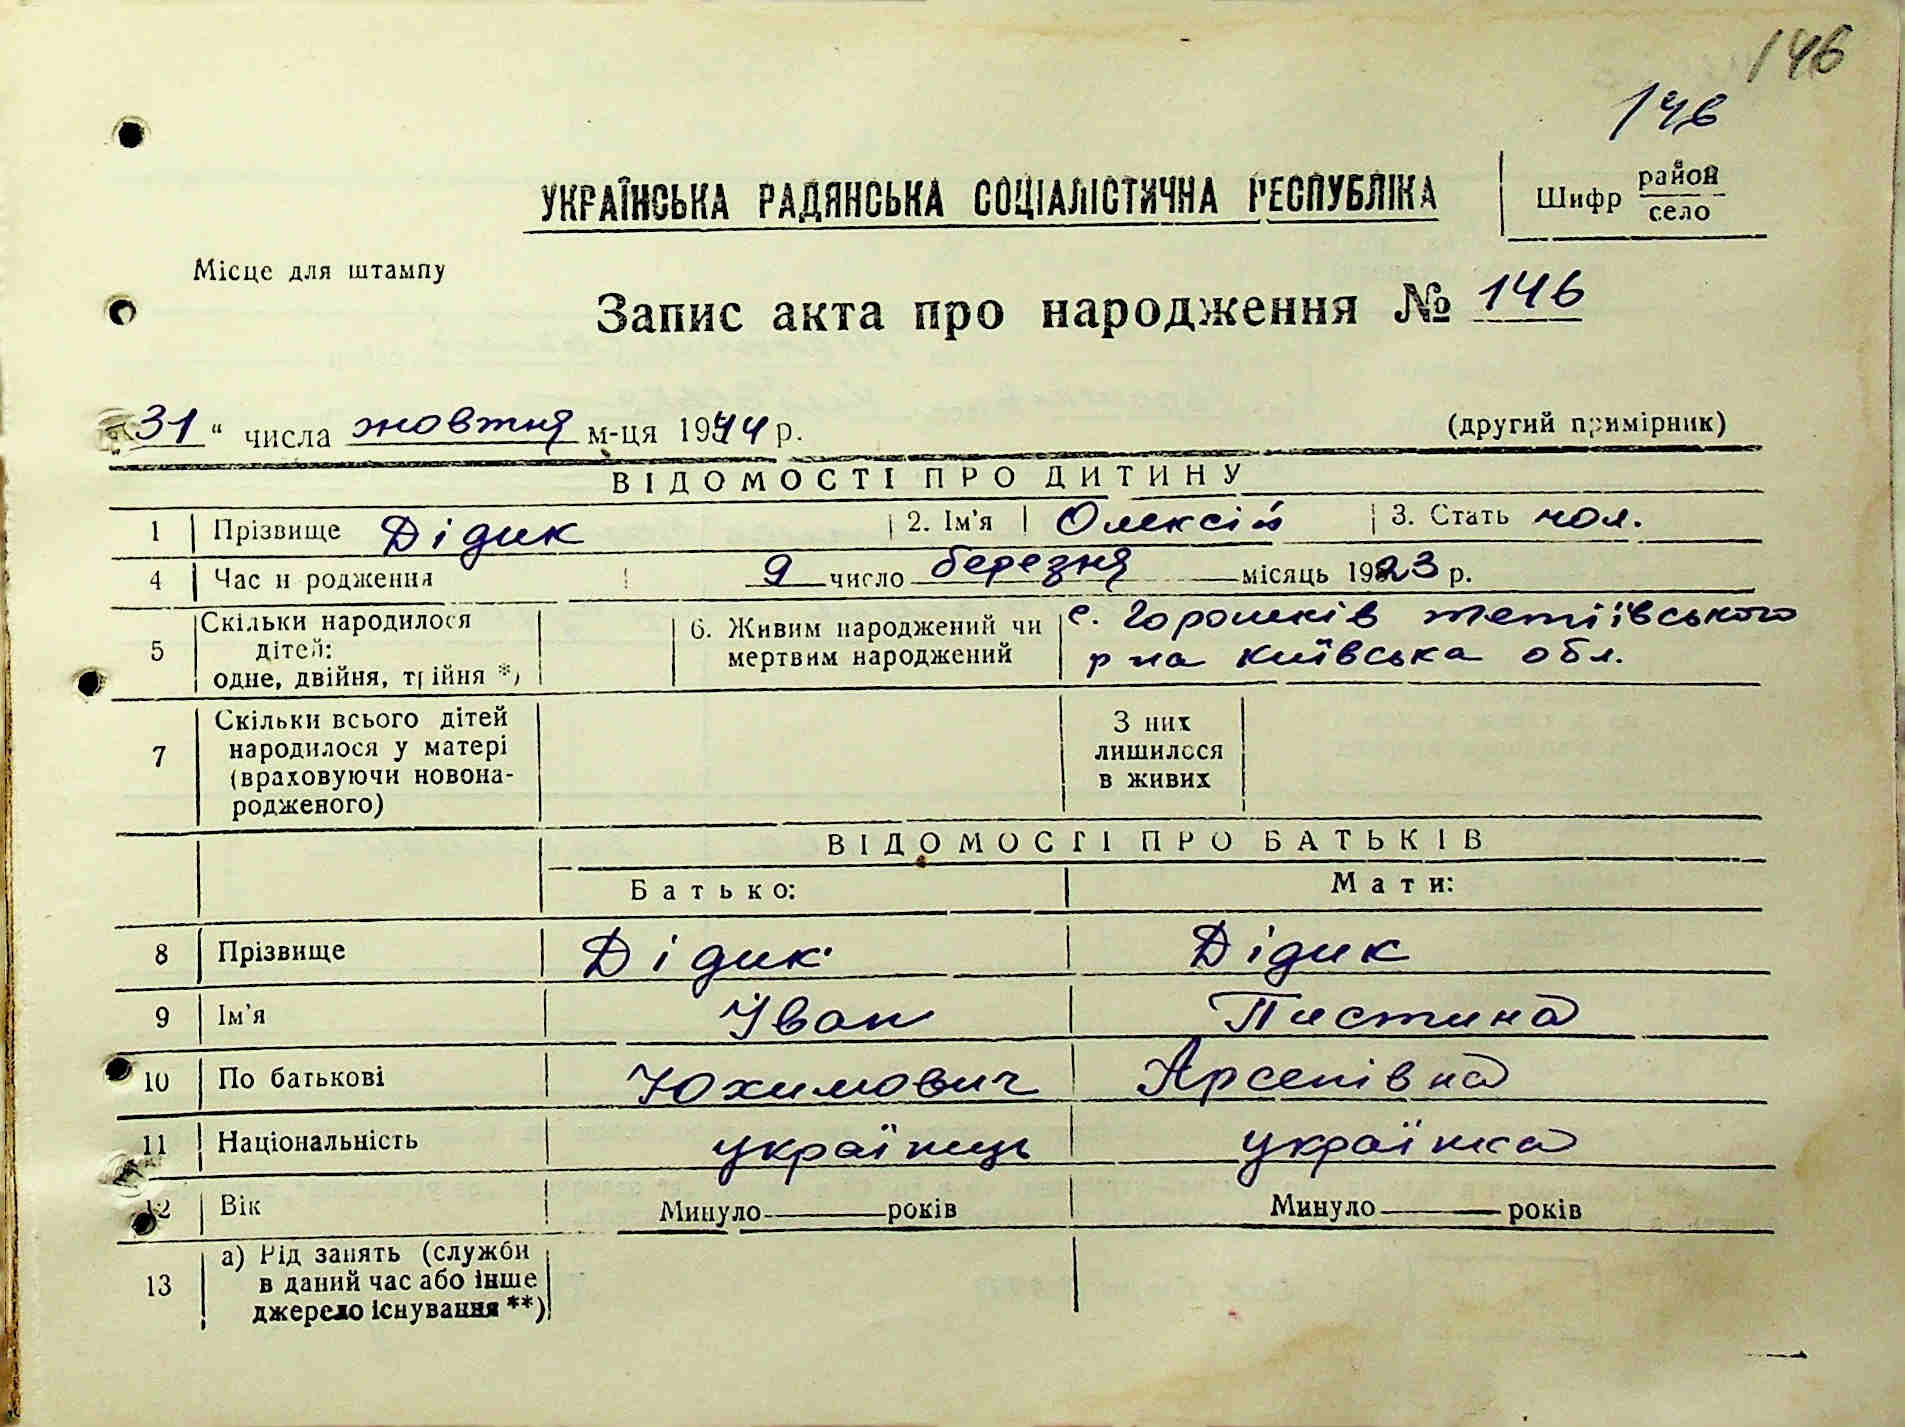 146
146
УКРАЇНСЬКА РАДЯНСЬКА СОЦІАЛІСТИЧНА РЕСПУБЛІКА
Шифр район
село
Місце для штампу
Запис акта про народження № 146
31 " числа жовтня м-ця 1944 р.
(другий примірник)
ВІДОМОСТІ ПРО ДИТИНУ
1 Прізвище Дідик 2. Ім'я Олексій 3. Стать чол.
4 Час н родження 9 число березня місяць 1923 р.
5 Скільки народилося дітей: одне, двійня, трійня *)
6. Живим народжений чи мертвим народжений
с. Горошків Тетіївського
р на Київська обл.
7 Скільки всього дітей народилося у матері (враховуючи новонародженого)
З них лишилося в живих
ВІДОМОСТІ ПРО БАТЬКІВ
Батько: Мати:
8 Прізвище Дідик Дідик
9 Ім'я Іван Пистина
10 По батькові Юхимович Арсенівна
11 Національність українець українка
12 Вік Минуло років Минуло років
13 а) Рід занять (служби
в даний час або інше
джерело існування **)